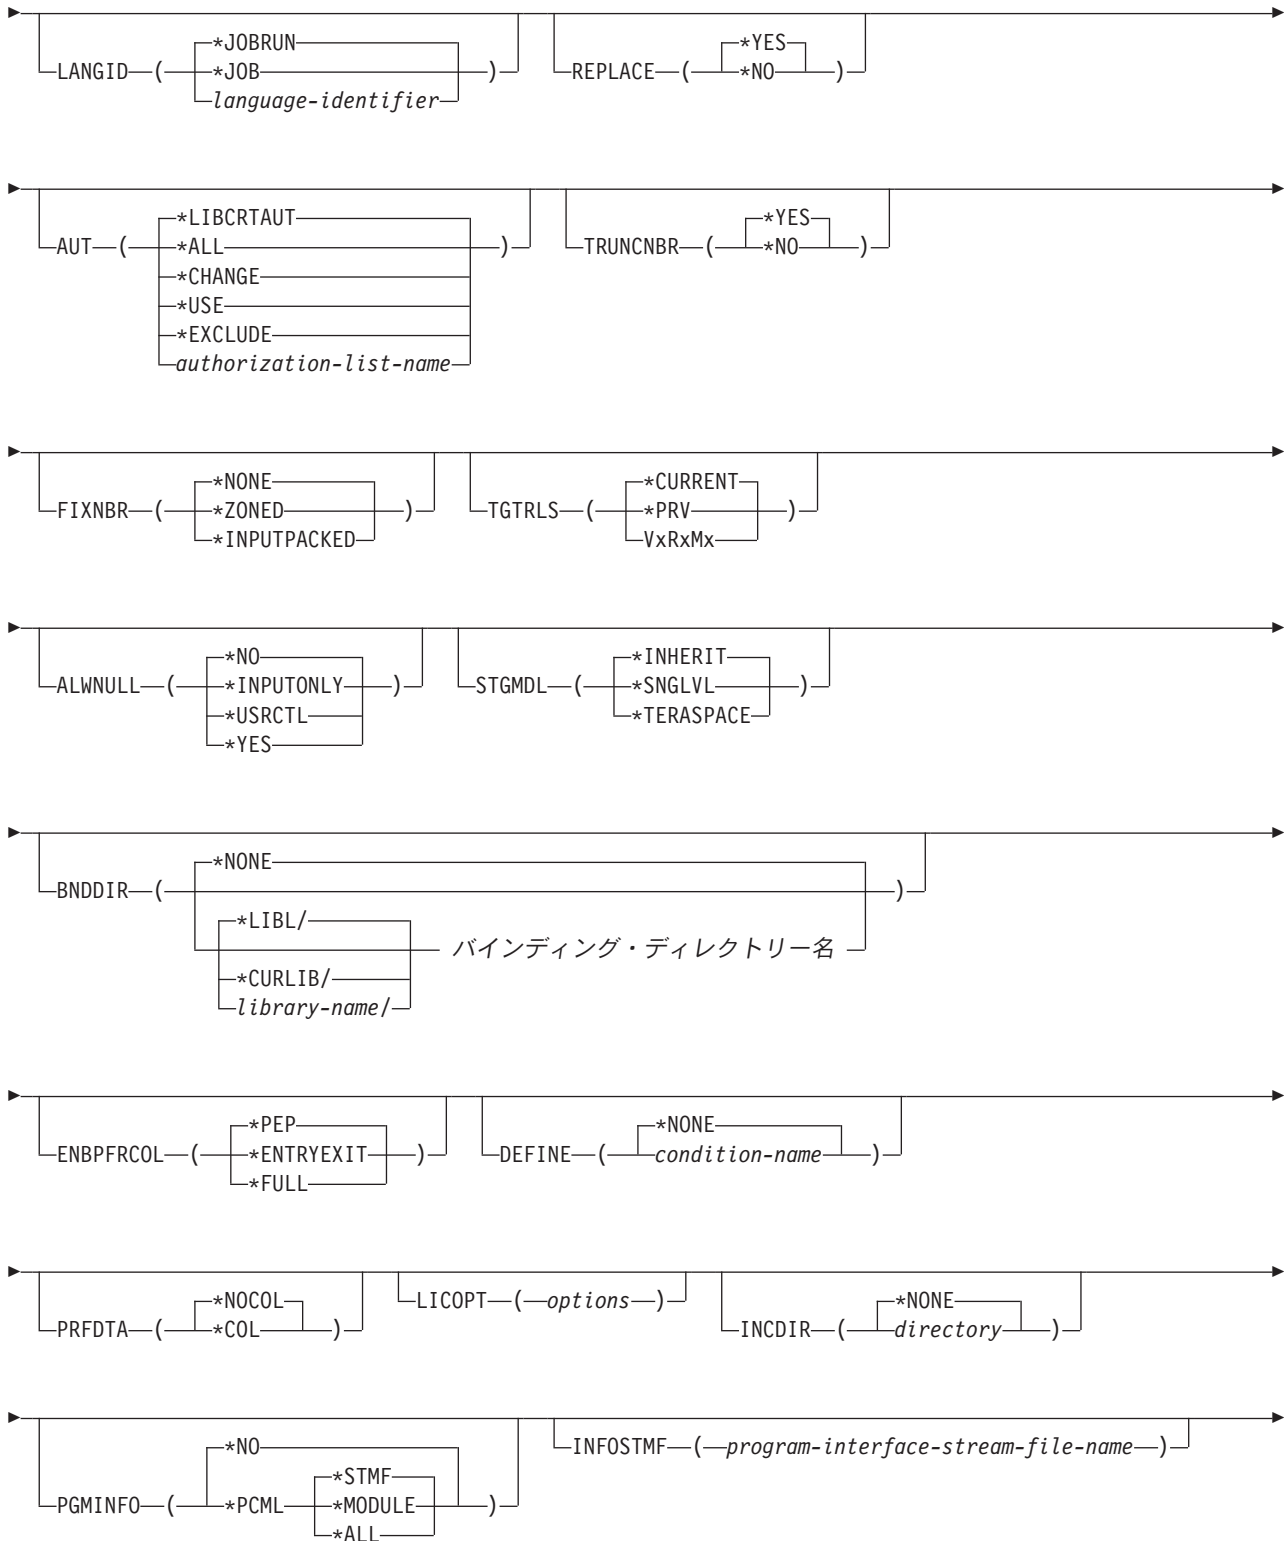 *JOBRUN
LANGID ( *JOB )
language-identifier
*YES
REPLACE ( *NO )
*LIBCRTAUT
AUT ( *ALL )
*CHANGE
*USE
*EXCLUDE
authorization-list-name
*YES
TRUNCNBR ( *NO )
*NONE
FIXNBR ( *ZONED )
*INPUTPACKED
*CURRENT
TGTRLS ( *PRV )
VxRxMx
*NO
ALWNULL ( *INPUTONLY )
*USRCTL
*YES
*INHERIT
STGMDL ( *SNGLVL )
*TERASPACE
*NONE
BNDDIR ( )
*LIBL/
バインディング・ディレクトリー名
*CURLIB/
library-name/
*PEP
ENBPFRCOL ( *ENTRYEXIT )
*FULL
*NONE
DEFINE ( condition-name )
*NOCOL
PRFDTA ( *COL )
LICOPT ( options )
*NONE
INCDIR ( directory )
*NO
*STMF
PGMINFO ( *PCML *MODULE )
*ALL
INFOSTMF ( program-interface-stream-file-name )